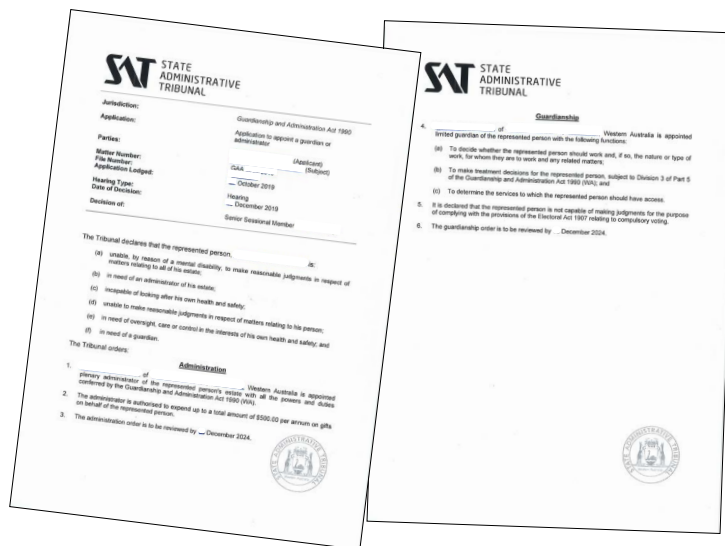 SAT STATE
ADMINISTRATIVE
TRIBUNAL
Jurisdiction: Guardianship and Administration Act 1990
Application: Application to appoint a guardian or
administrator
Parties: (Applicant)
(Subject)
Matter Number: GAA
File Number:
Application Lodged: October 2019
Hearing Type: Hearing
Date of Decision: December 2019
Decision of: Senior Sessional Member
The Tribunal declares that the represented person, is:
(a) unable, by reason of a mental disability, to make reasonable judgments in respect of
matters relating to all of his estate;
(b) in need of an administrator of his estate;
(c) incapable of looking after his own health and safety;
(d) unable to make reasonable judgments in respect of matters relating to his person;
(e) in need of oversight, care or control in the interests of his own health and safety; and
(f) in need of a guardian.
The Tribunal orders:
Administration
1. of Western Australia is appointed
plenary administrator of the represented person's estate with all the powers and duties
conferred by the Guardianship and Administration Act 1990 (WA).
2. The administrator is authorised to expend up to a total amount of $500.00 per annum on gifts
on behalf of the represented person.
3. The administration order is to be reviewed by December 2024.
STATE ADMINISTRATIVE TRIBUNAL
SAT STATE
ADMINISTRATIVE
TRIBUNAL
Guardianship
4. of Western Australia is appointed
limited guardian of the represented person with the following functions:
(a) To decide whether the represented person should work and, if so, the nature or type of
work, for whom they are to work and any related matters;
(b) To make treatment decisions for the represented person, subject to Division 3 of Part 5
of the Guardianship and Administration Act 1990 (WA); and
(c) To determine the services to which the represented person should have access.
5. It is declared that the represented person is not capable of making judgments for the purpose
of complying with the provisions of the Electoral Act 1907 relating to compulsory voting.
6. The guardianship order is to be reviewed by December 2024.
STATE ADMINISTRATIVE TRIBUNAL